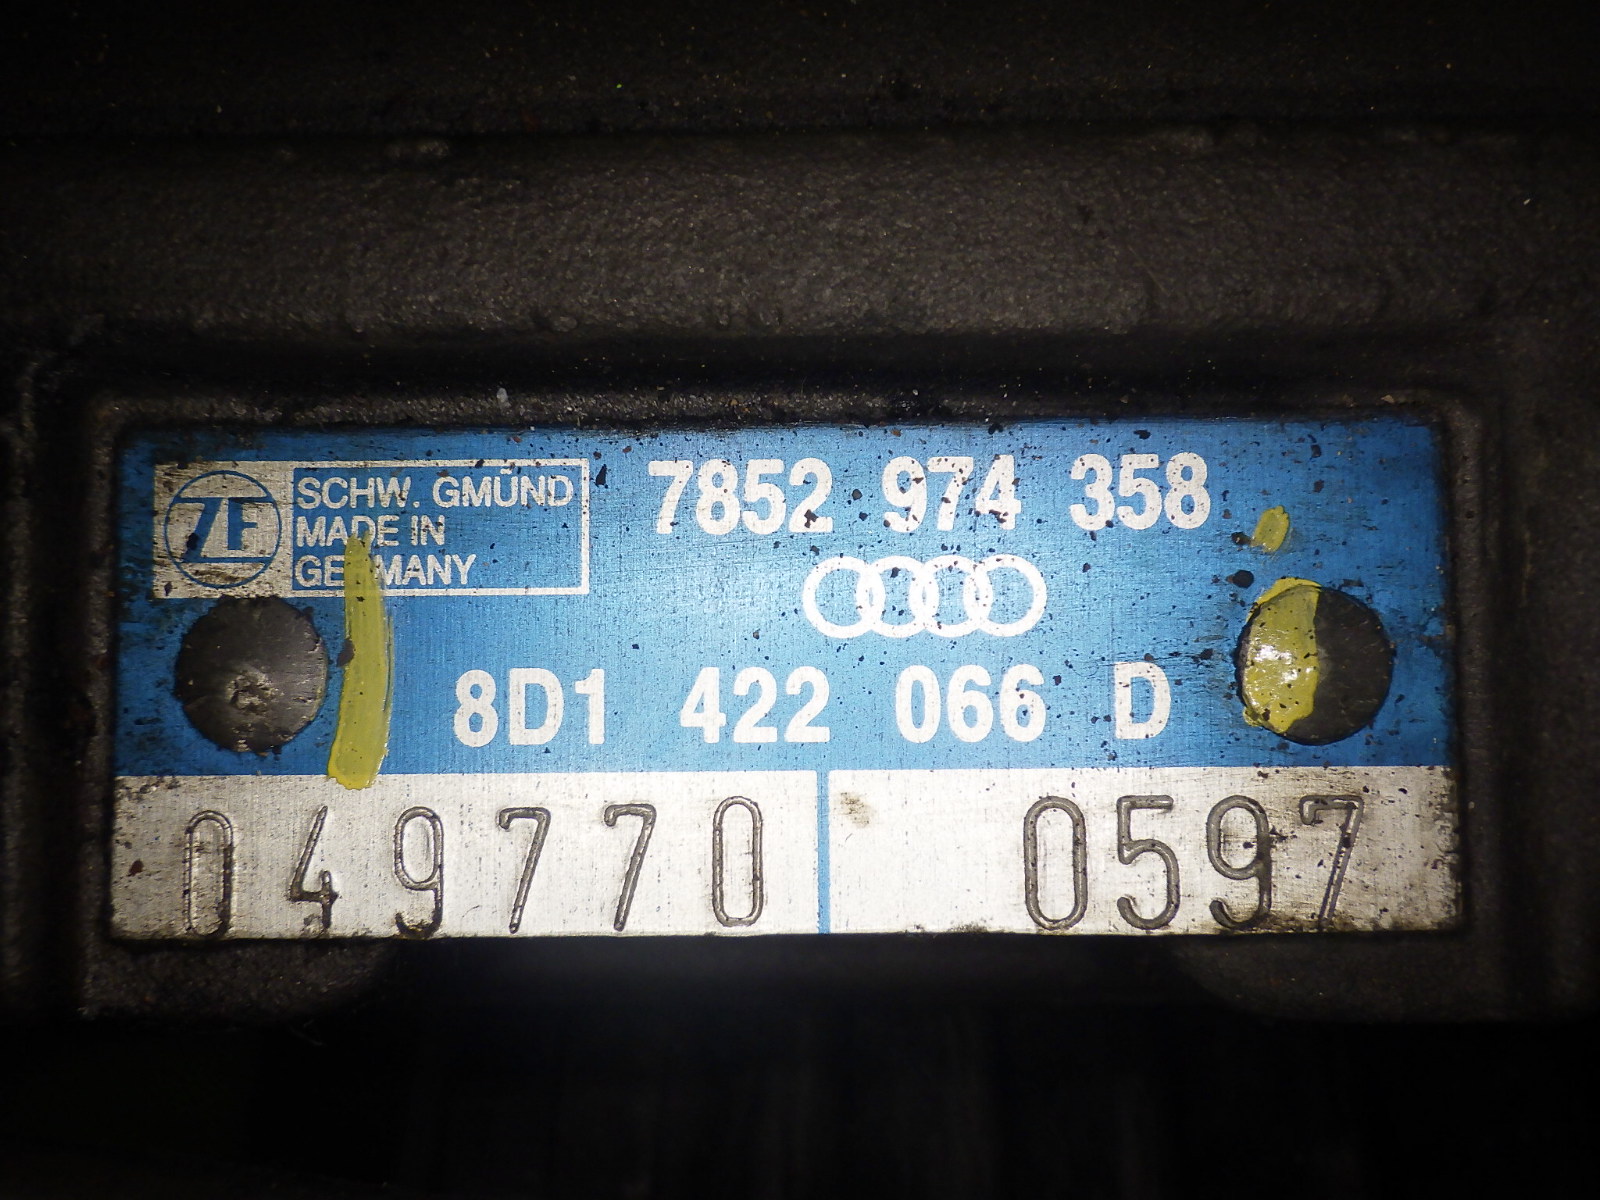 ZF
SCHW. GMÜND
MADE IN
GERMANY
7852 974 358
8D1 422 066 D
049770
0597